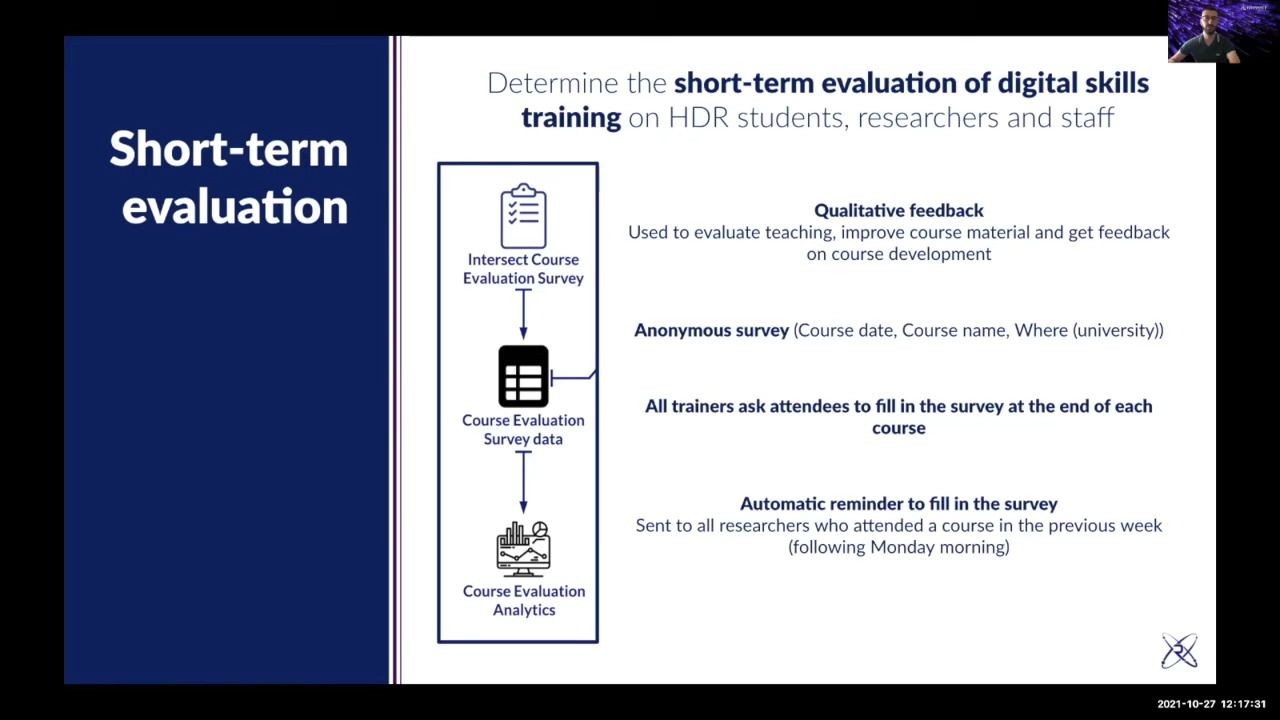 Short-term
evaluation
Determine the short-term evaluation of digital skills
training on HDR students, researchers and staff
Intersect Course
Evaluation Survey
Course Evaluation
Survey data
Course Evaluation
Analytics
Qualitative feedback
Used to evaluate teaching, improve course material and get feedback
on course development
Anonymous survey (Course date, Course name, Where (university))
All trainers ask attendees to fill in the survey at the end of each
course
Automatic reminder to fill in the survey
Sent to all researchers who attended a course in the previous week
(following Monday morning)
2021-10-27 12:17:31